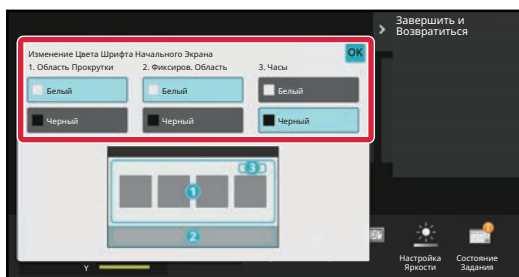 Завершить и
Возвратиться
OK
Изменение Цвета Шрифта Начального Экрана
1. Область Прокрутки 2. Фиксиров. Область 3. Часы
Белый Белый Белый
Черный Черный Черный
3
1
2
Настройка Состояние
Яркости Задания
Y